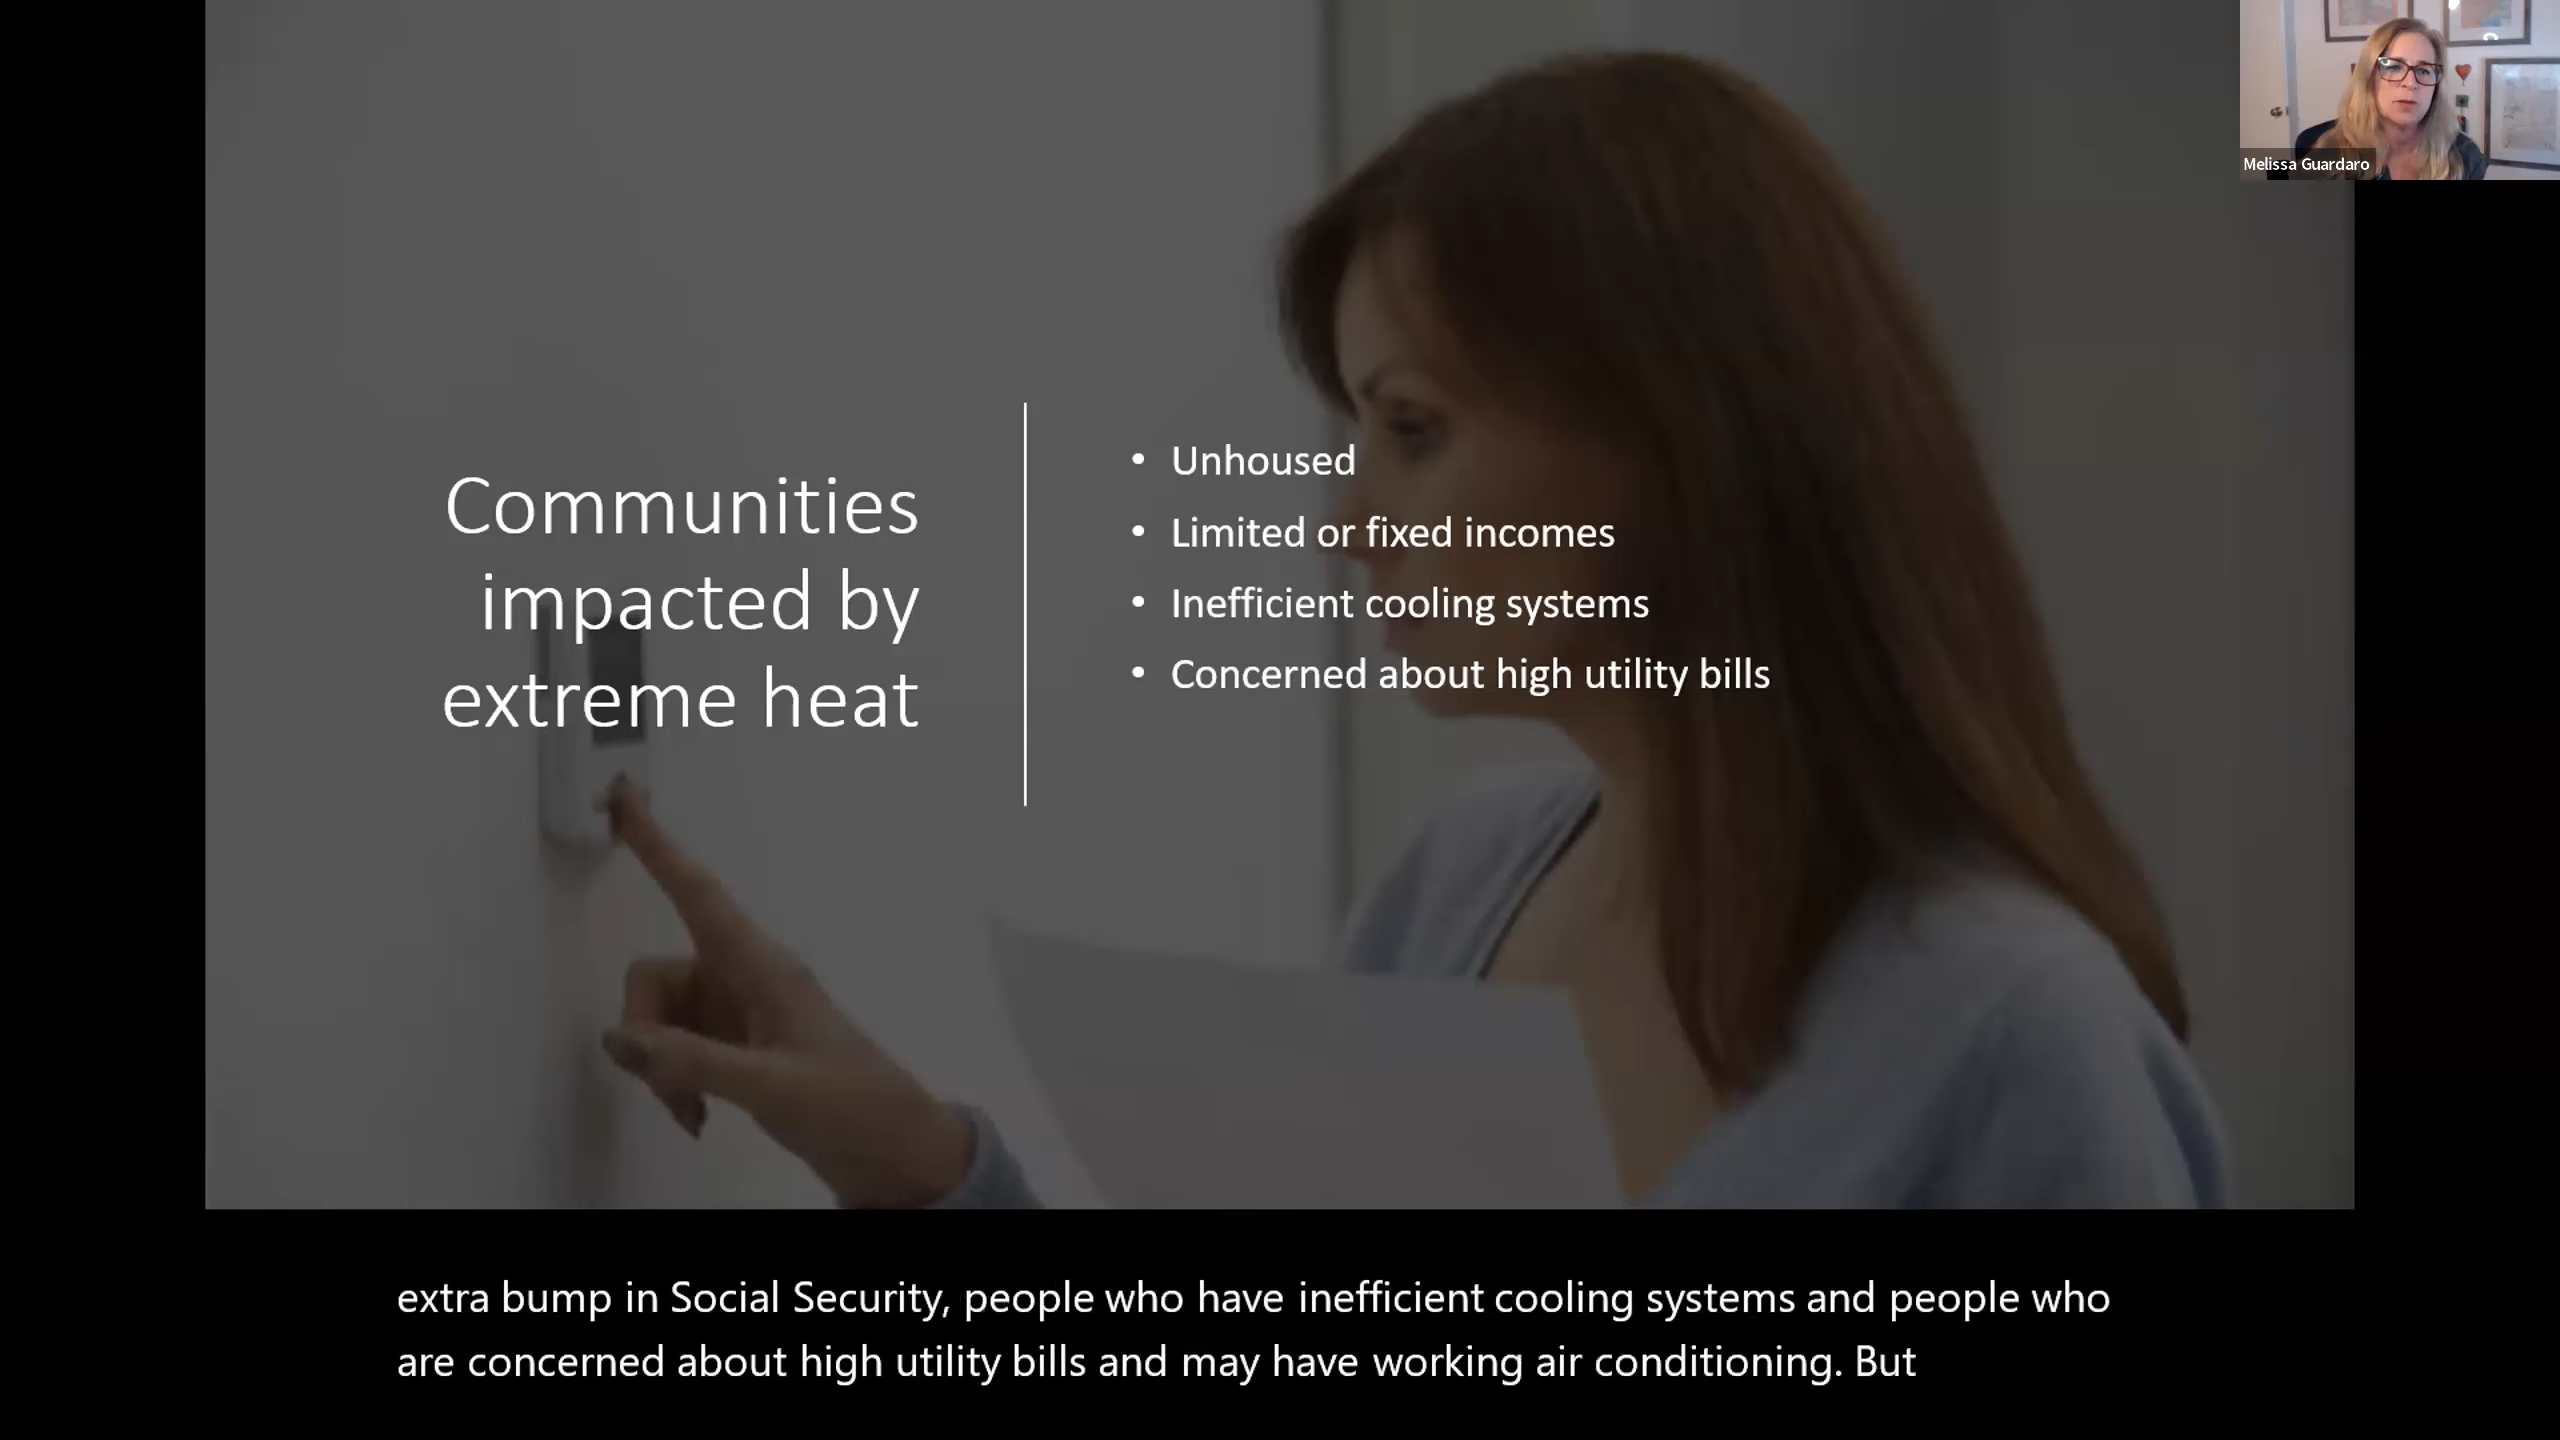 Melissa Guardaro
Communities
impacted by
extreme heat
• Unhoused
• Limited or fixed incomes
• Inefficient cooling systems
• Concerned about high utility bills
extra bump in Social Security, people who have inefficient cooling systems and people who
are concerned about high utility bills and may have working air conditioning. But